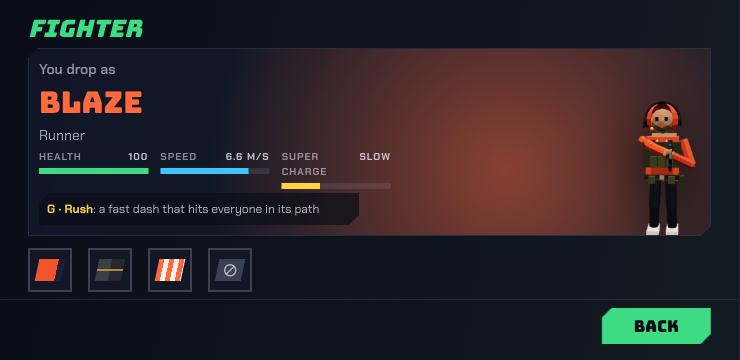 FIGHTER
You drop as
BLAZE
Runner
HEALTH 100
SPEED 6.6 M/S
SUPER CHARGE SLOW
G · Rush: a fast dash that hits everyone in its path
BACK